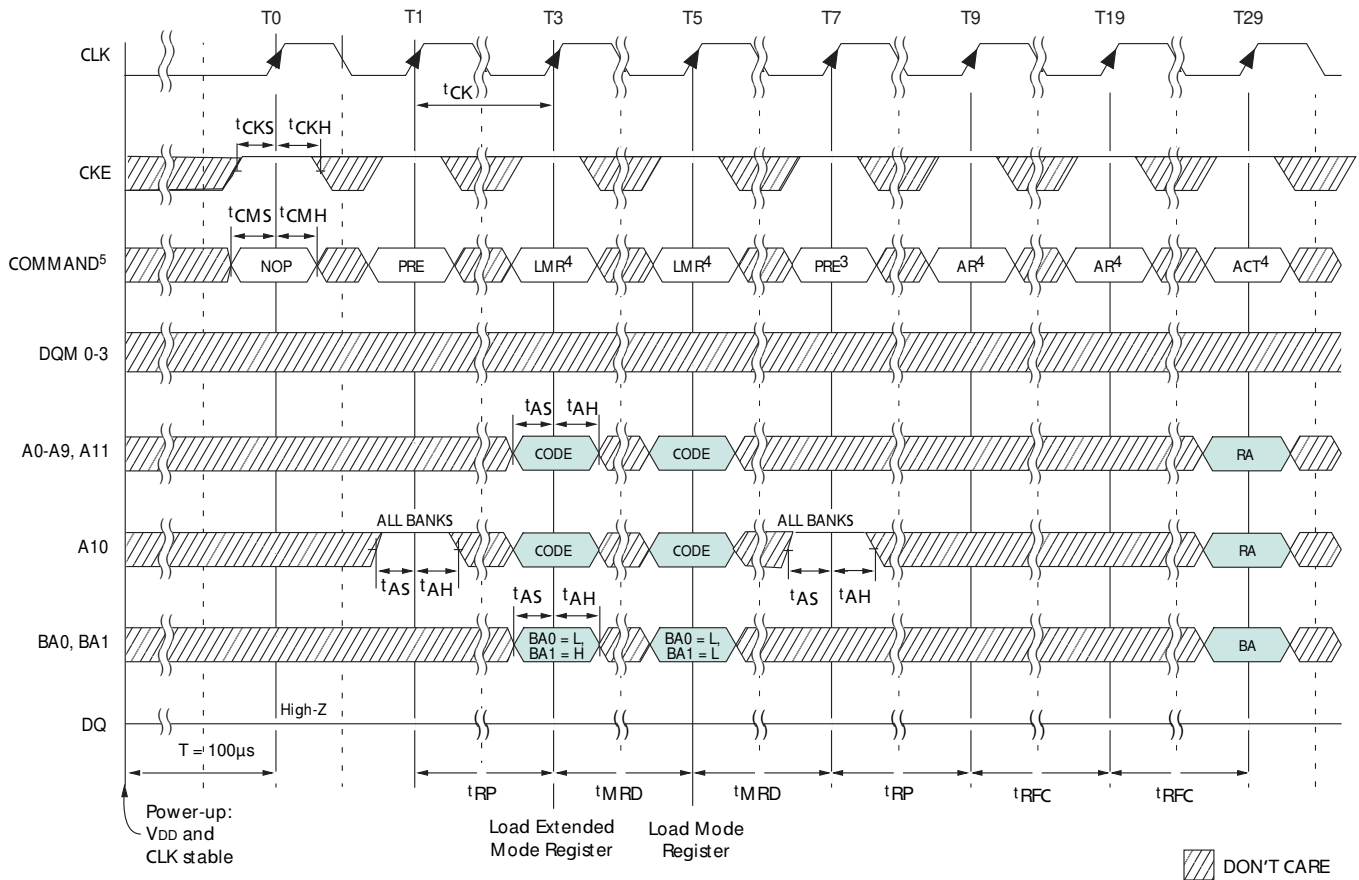 T0 T1 T3 T5 T7 T9 T19 T29
CLK
tCK
tCKS tCKH
CKE
tCMS tCMH
COMMAND5 NOP PRE LMR4 LMR4 PRE3 AR4 AR4 ACT4
DQM 0-3
tAS tAH
A0-A9, A11 CODE CODE RA
ALL BANKS ALL BANKS
A10 CODE CODE RA
tAS tAH tAS tAH tAS tAH
BA0, BA1 BA0 = L, BA1 = H BA0 = L, BA1 = L BA
High-Z
DQ
T = 100µs
tRP tMRD tMRD tRP tRFC tRFC
Power-up:
VDD and
CLK stable
Load Extended
Mode Register
Load Mode
Register
DON'T CARE